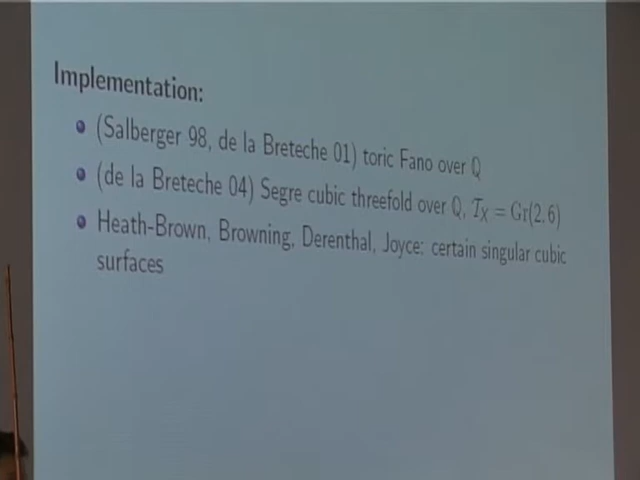 Implementation:
(Salberger 98, de la Breteche 01) toric Fano over ℚ
(de la Breteche 04) Segre cubic threefold over ℚ, 𝒯_X = Gr(2, 6)
Heath-Brown, Browning, Derenthal, Joyce: certain singular cubic
surfaces